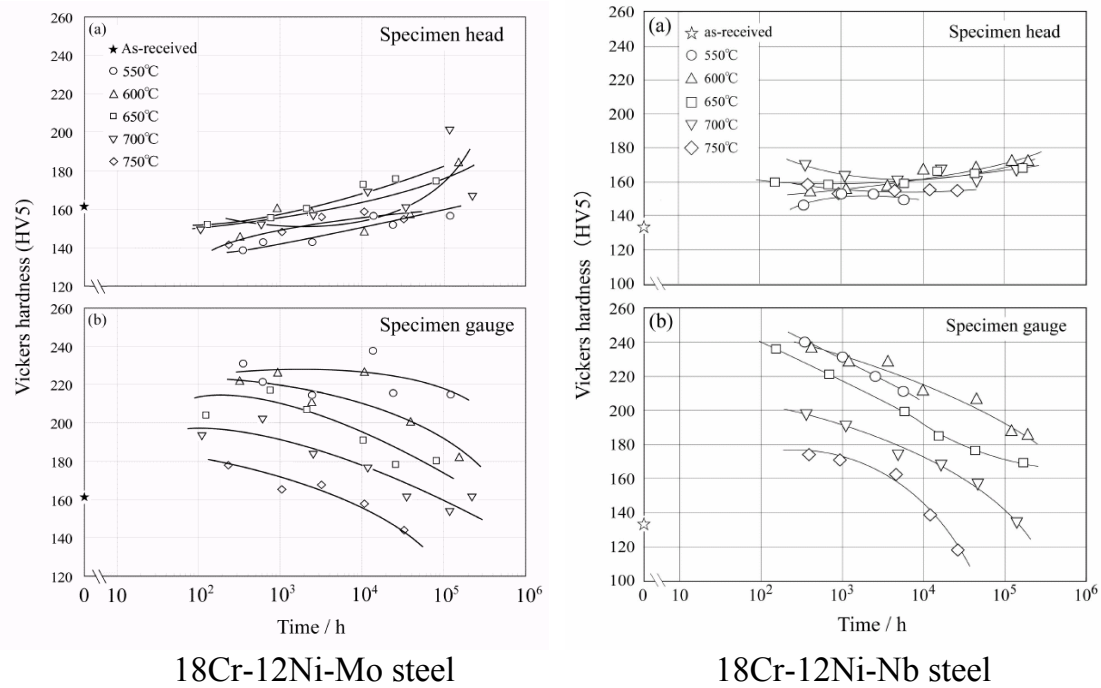 (a)
Specimen head
★ As-received
○ 550℃
△ 600℃
□ 650℃
▽ 700℃
◇ 750℃
260
240
220
200
180
160
140
120
(b)
Specimen gauge
260
240
220
200
180
160
140
120
Vickers hardness (HV5)
0 10 10² 10³ 10⁴ 10⁵ 10⁶
Time / h
18Cr-12Ni-Mo steel
(a)
Specimen head
☆ as-received
○ 550℃
△ 600℃
□ 650℃
▽ 700℃
◇ 750℃
260
240
220
200
180
160
140
120
100
(b)
Specimen gauge
260
240
220
200
180
160
140
120
100
Vickers hardness (HV5)
0 10 10² 10³ 10⁴ 10⁵ 10⁶
Time / h
18Cr-12Ni-Nb steel